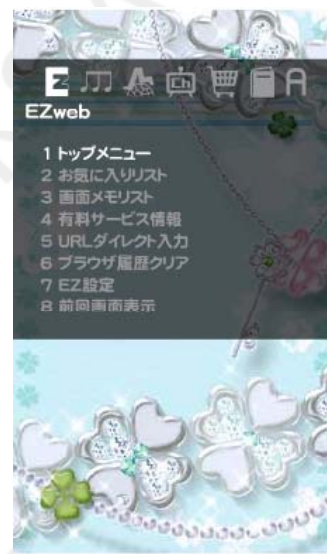 EZ Ch A
EZweb
1 トップメニュー
2 お気に入りリスト
3 画面メモリスト
4 有料サービス情報
5 URLダイレクト入力
6 ブラウザ履歴クリア
7 EZ設定
8 前回画面表示